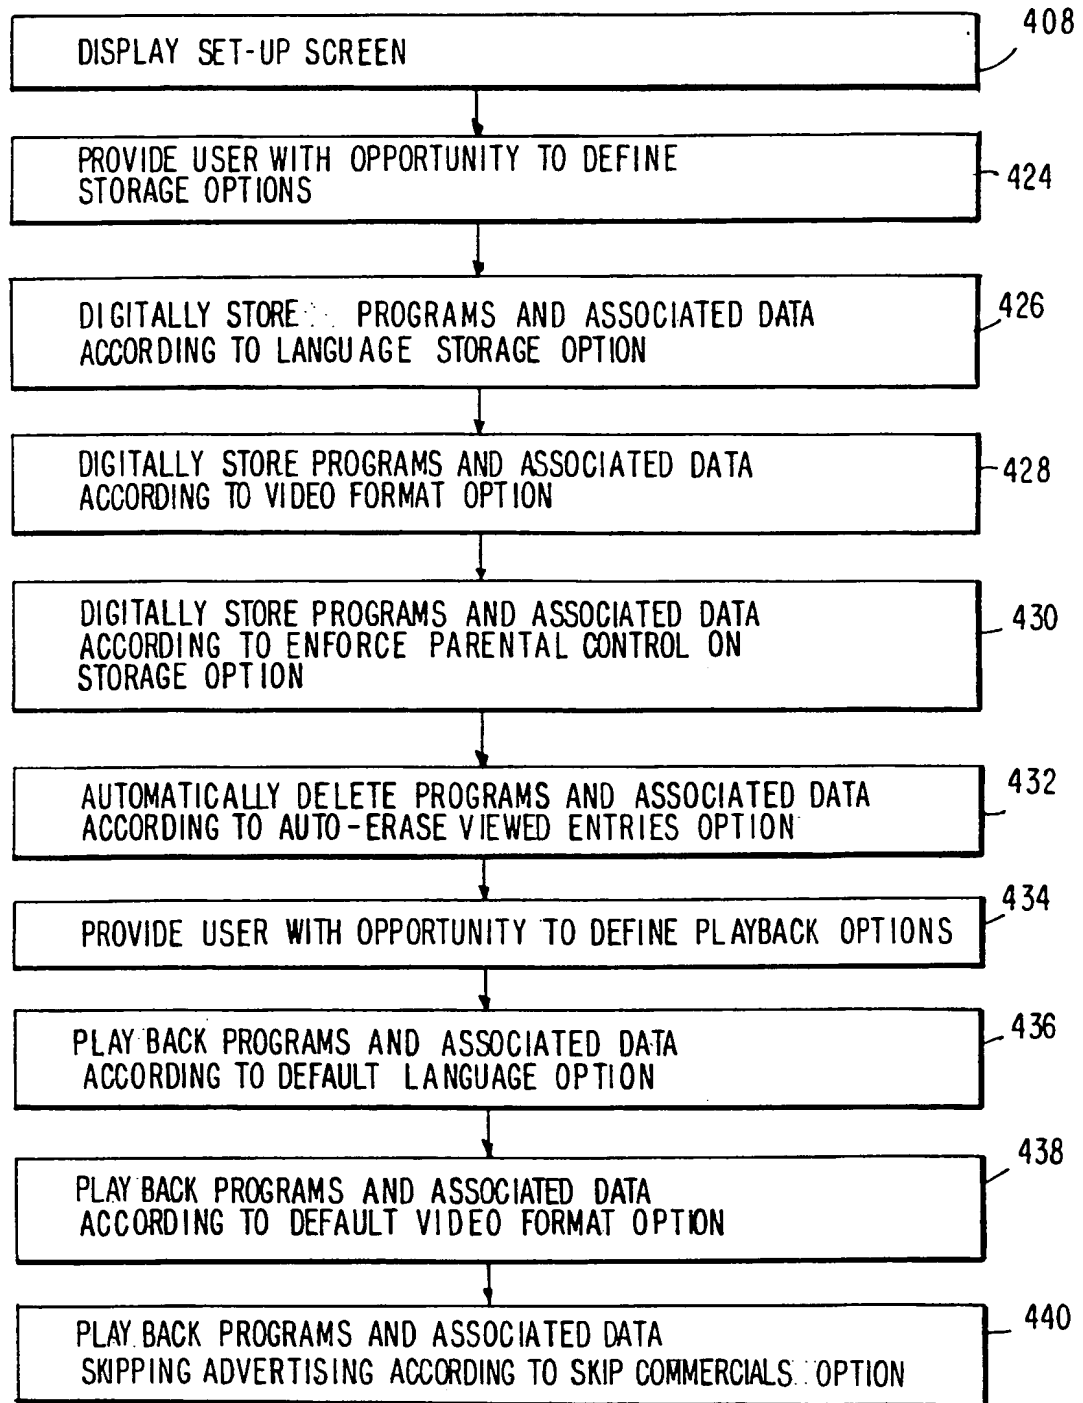 408
DISPLAY SET-UP SCREEN
PROVIDE USER WITH OPPORTUNITY TO DEFINE
STORAGE OPTIONS
424
DIGITALLY STORE PROGRAMS AND ASSOCIATED DATA
ACCORDING TO LANGUAGE STORAGE OPTION
426
DIGITALLY STORE PROGRAMS AND ASSOCIATED DATA
ACCORDING TO VIDEO FORMAT OPTION
428
DIGITALLY STORE PROGRAMS AND ASSOCIATED DATA
ACCORDING TO ENFORCE PARENTAL CONTROL ON
STORAGE OPTION
430
AUTOMATICALLY DELETE PROGRAMS AND ASSOCIATED DATA
ACCORDING TO AUTO-ERASE VIEWED ENTRIES OPTION
432
PROVIDE USER WITH OPPORTUNITY TO DEFINE PLAYBACK OPTIONS
434
PLAY BACK PROGRAMS AND ASSOCIATED DATA
ACCORDING TO DEFAULT LANGUAGE OPTION
436
PLAY BACK PROGRAMS AND ASSOCIATED DATA
ACCORDING TO DEFAULT VIDEO FORMAT OPTION
438
PLAY BACK PROGRAMS AND ASSOCIATED DATA
SKIPPING ADVERTISING ACCORDING TO SKIP COMMERCIALS OPTION
440